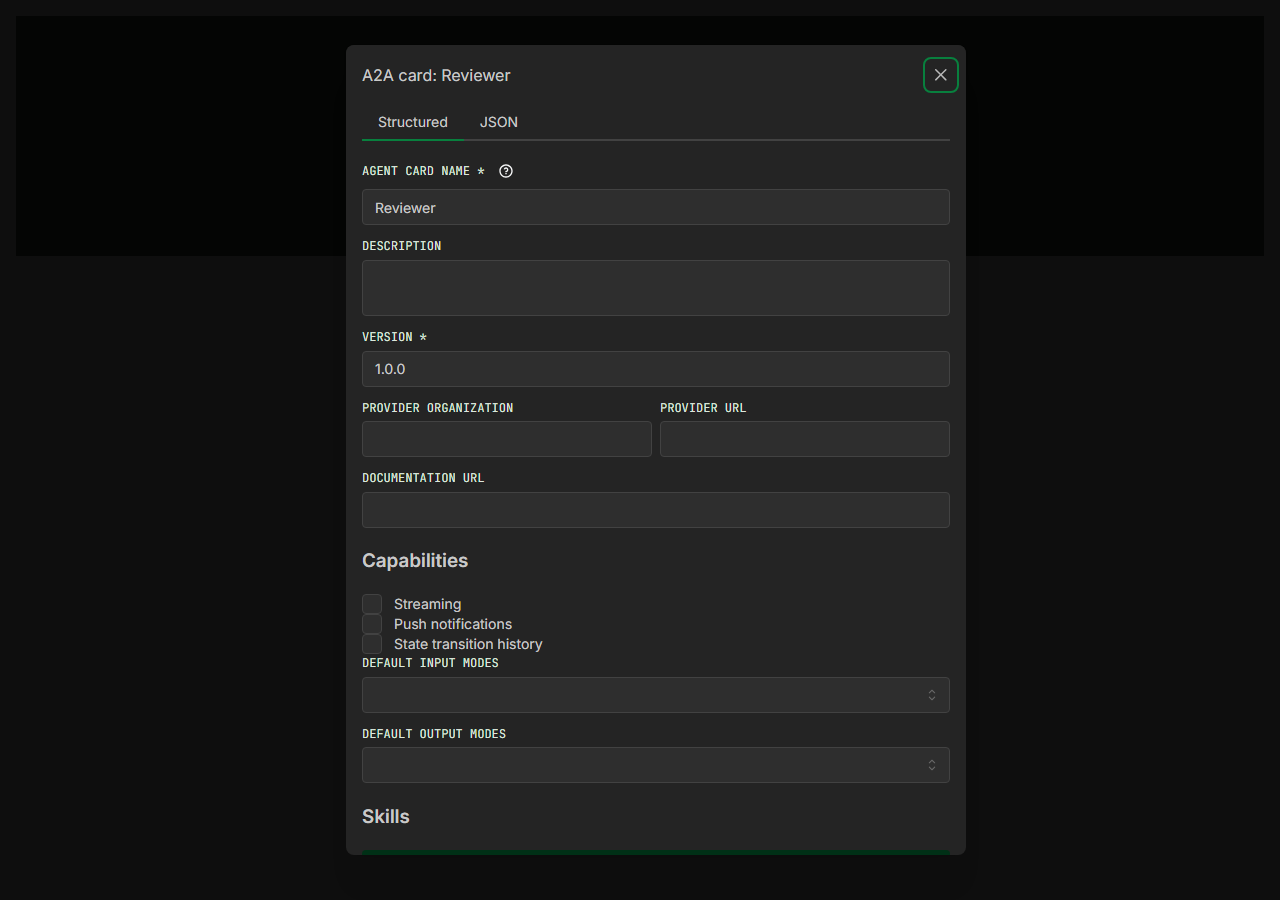 A2A card: Reviewer
Structured JSON
AGENT CARD NAME *
Reviewer
DESCRIPTION
VERSION *
1.0.0
PROVIDER ORGANIZATION PROVIDER URL
DOCUMENTATION URL
Capabilities
Streaming
Push notifications
State transition history
DEFAULT INPUT MODES
DEFAULT OUTPUT MODES
Skills